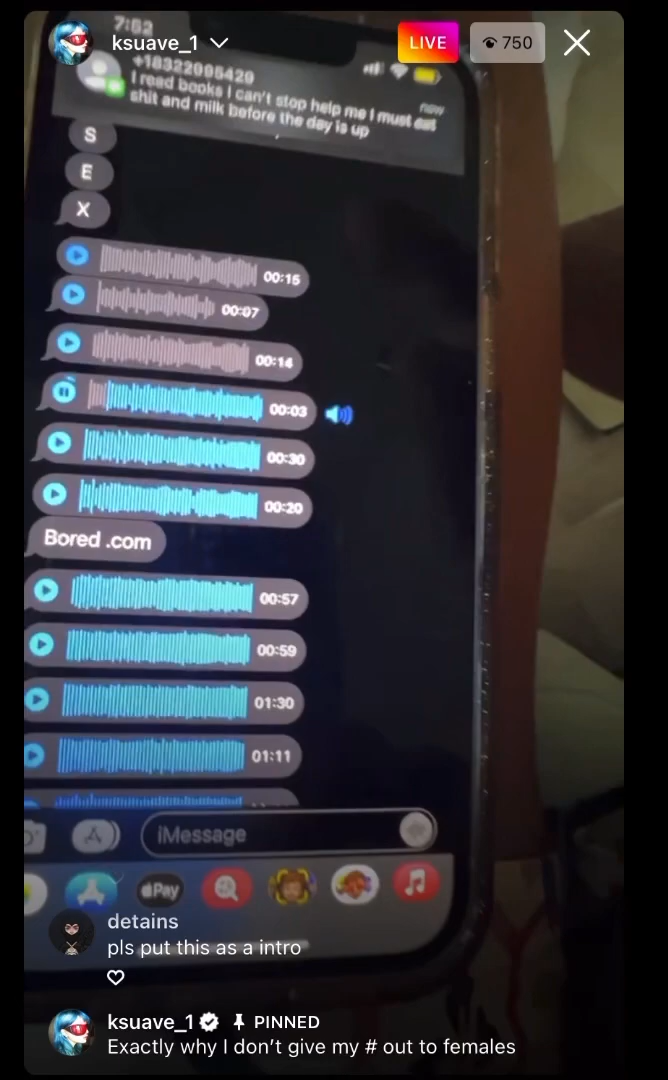 7:52
ksuave_1
LIVE
750
+18322095429
now
I read books I can't stop help me I must eat
shit and milk before the day is up
S
E
X
00:15
00:07
00:14
00:03
00:30
00:20
Bored .com
00:57
00:59
01:30
01:11
iMessage
Pay
detains
pls put this as a intro
ksuave_1 PINNED
Exactly why I don't give my # out to females